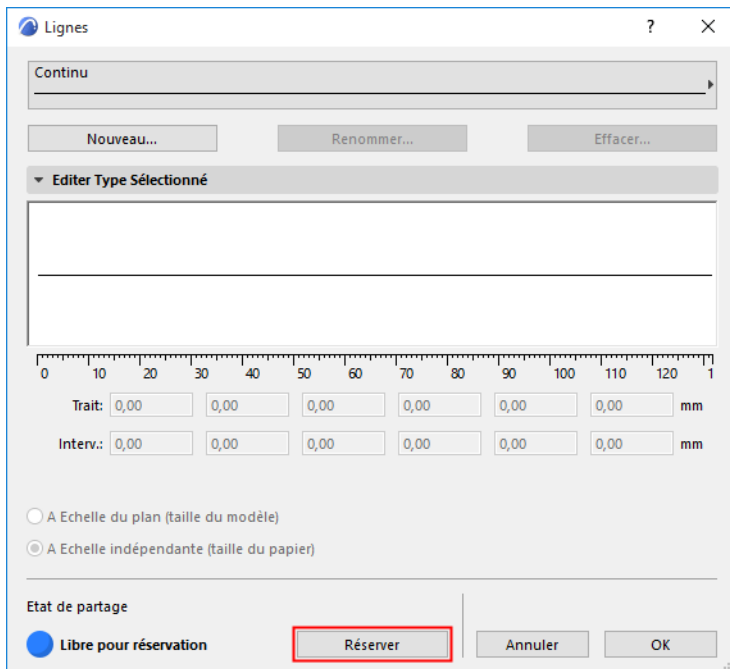 Lignes ?
Continu
Nouveau... Renommer... Effacer...
Editer Type Sélectionné
0 10 20 30 40 50 60 70 80 90 100 110 120 1
Trait: 0,00 0,00 0,00 0,00 0,00 0,00 mm
Interv.: 0,00 0,00 0,00 0,00 0,00 0,00 mm
A Echelle du plan (taille du modèle)
A Echelle indépendante (taille du papier)
Etat de partage
Libre pour réservation Réserver Annuler OK